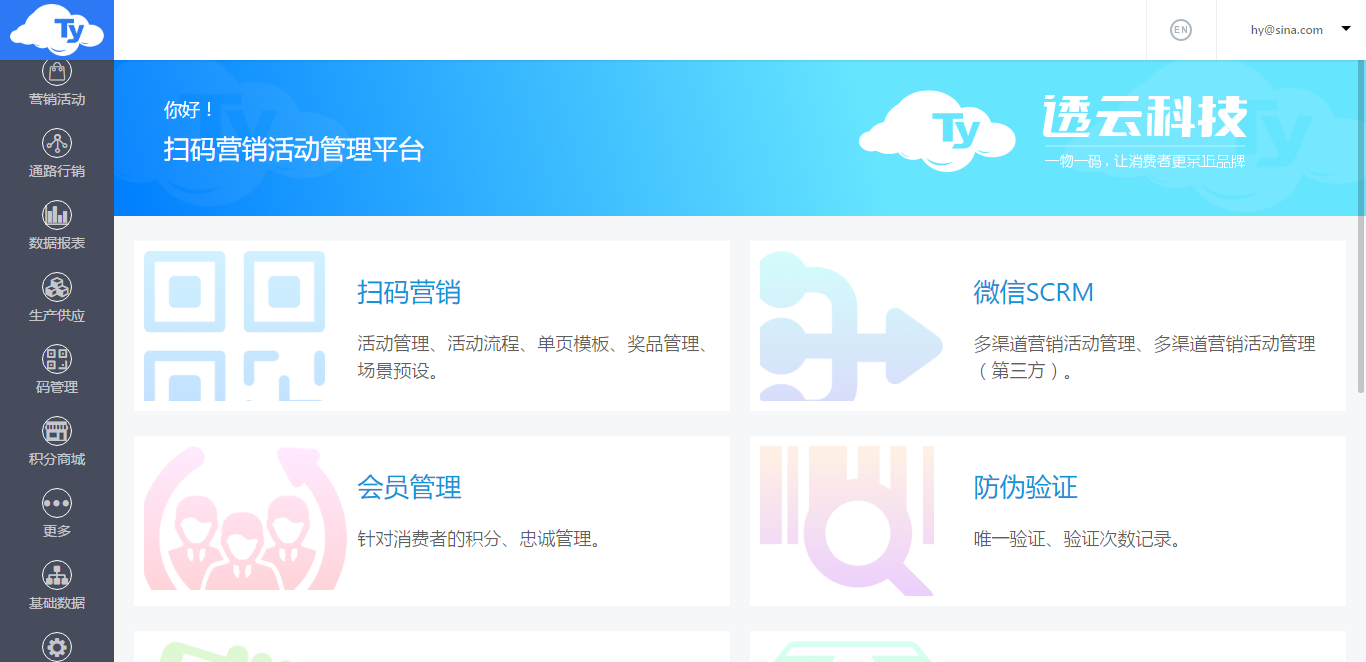 Ty
EN
hy@sina.com
营销活动
通路行销
数据报表
生产供应
码管理
积分商城
更多
基础数据
你好！
扫码营销活动管理平台
Ty
透云科技
一物一码，让消费者更亲近品牌
扫码营销
活动管理、活动流程、单页模板、奖品管理、
场景预设。
微信SCRM
多渠道营销活动管理、多渠道营销活动管理
（第三方）。
会员管理
针对消费者的积分、忠诚管理。
防伪验证
唯一验证、验证次数记录。